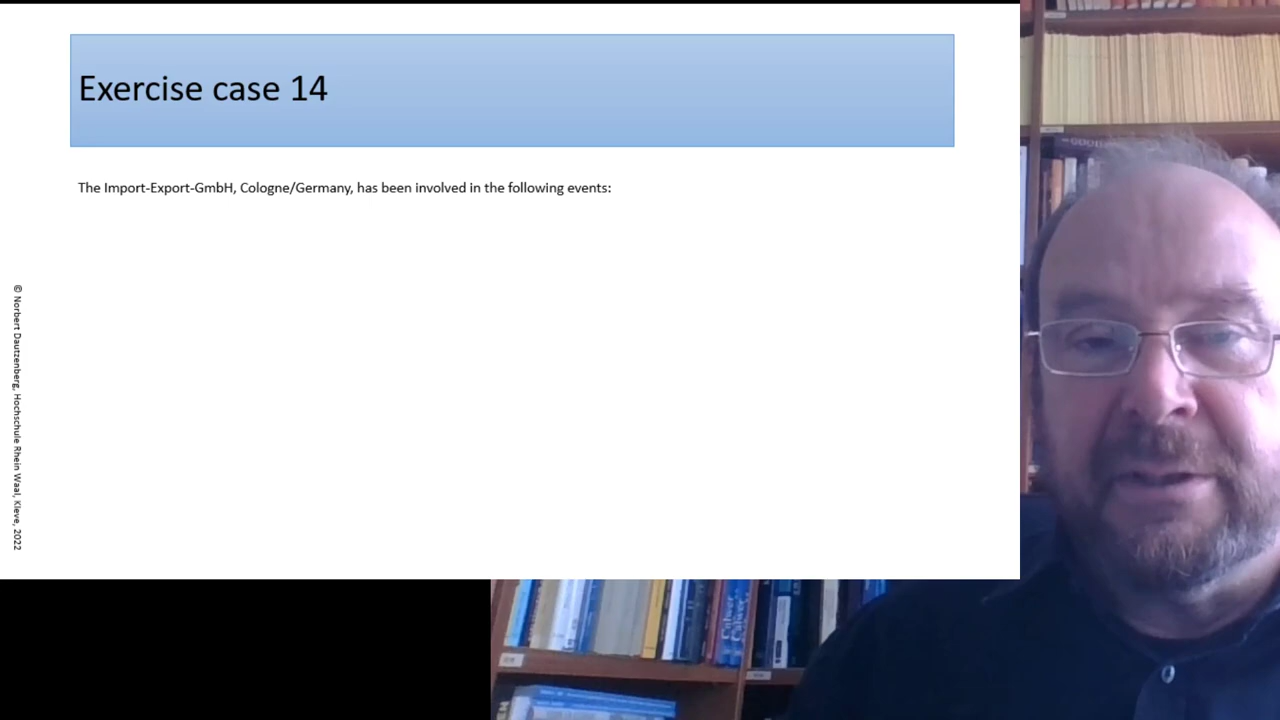 Exercise case 14
The Import-Export-GmbH, Cologne/Germany, has been involved in the following events:
© Norbert Dautzenberg, Hochschule Rhein Waal, Kleve, 2022